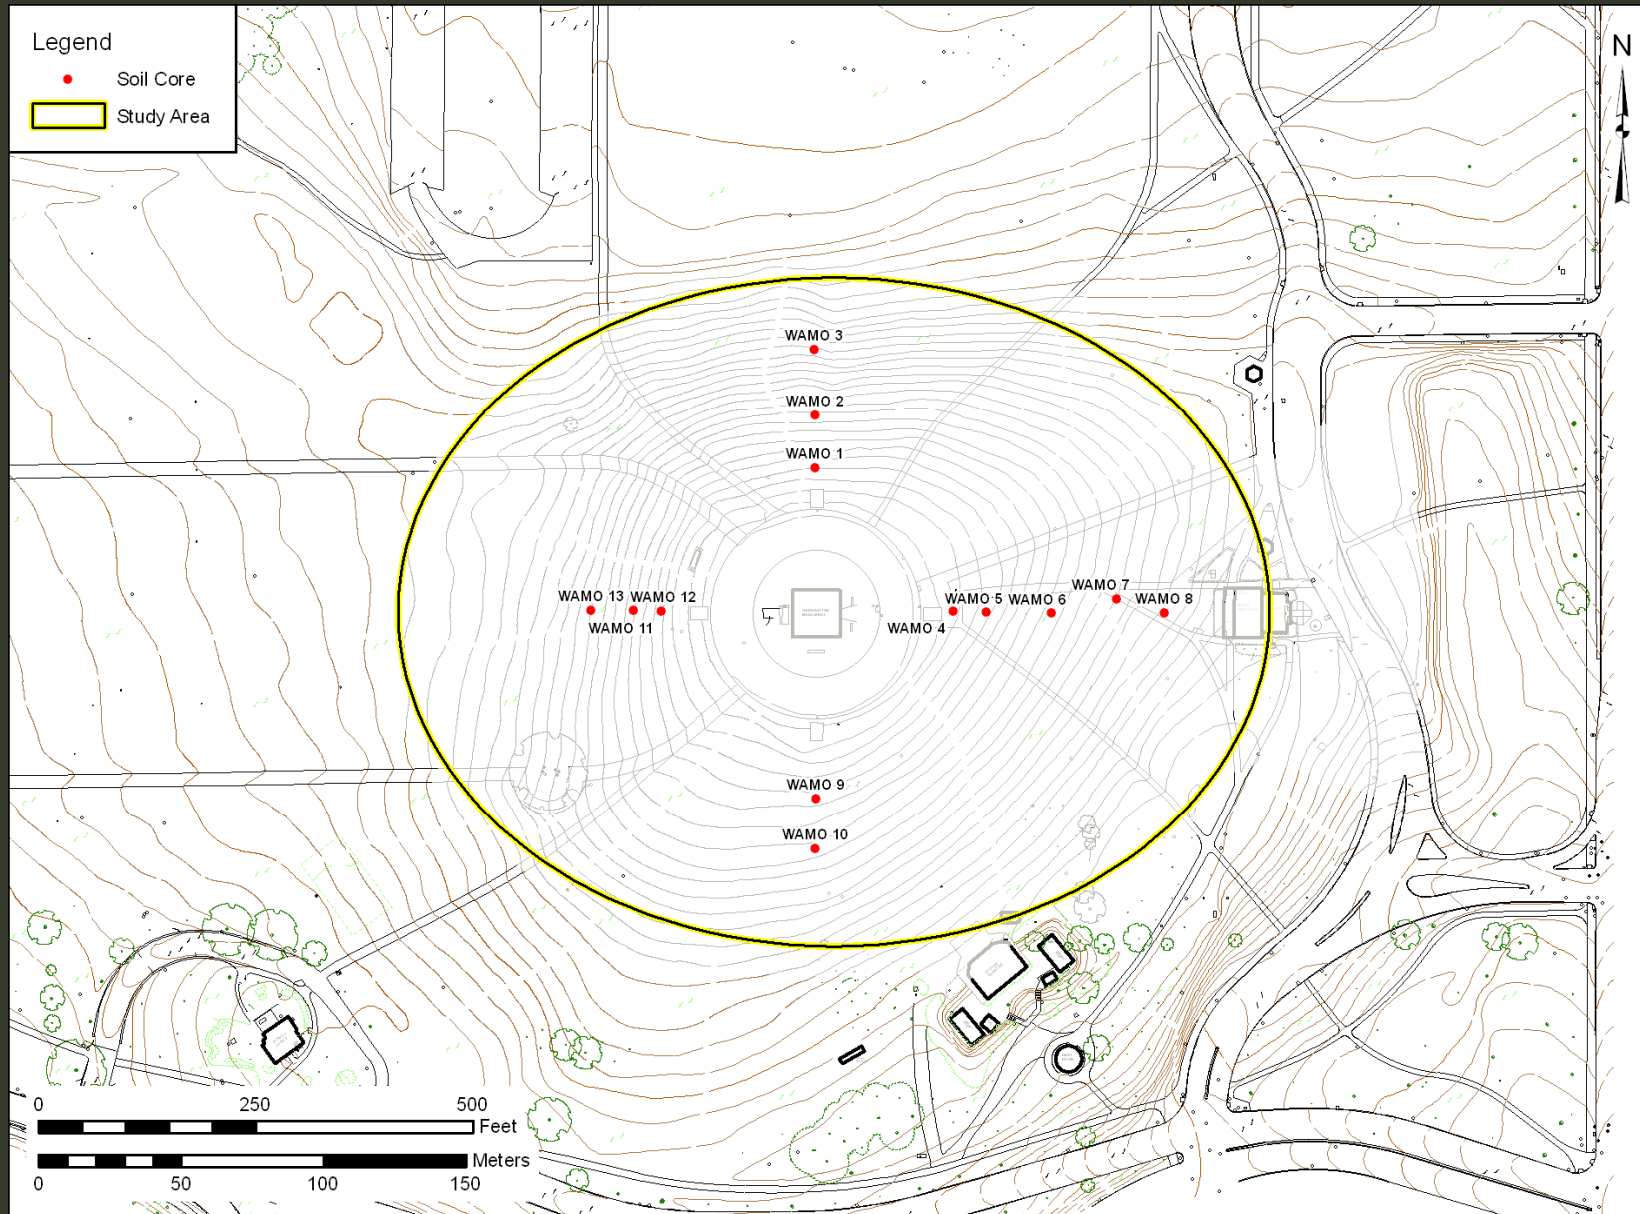 Legend
Soil Core
Study Area
N
WAMO 3
WAMO 2
WAMO 1
WAMO 7
WAMO 13 WAMO 12
WAMO 5 WAMO 6
WAMO 8
WAMO 11
WAMO 4
WAMO 9
WAMO 10
0 250 500
Feet
Meters
0 50 100 150